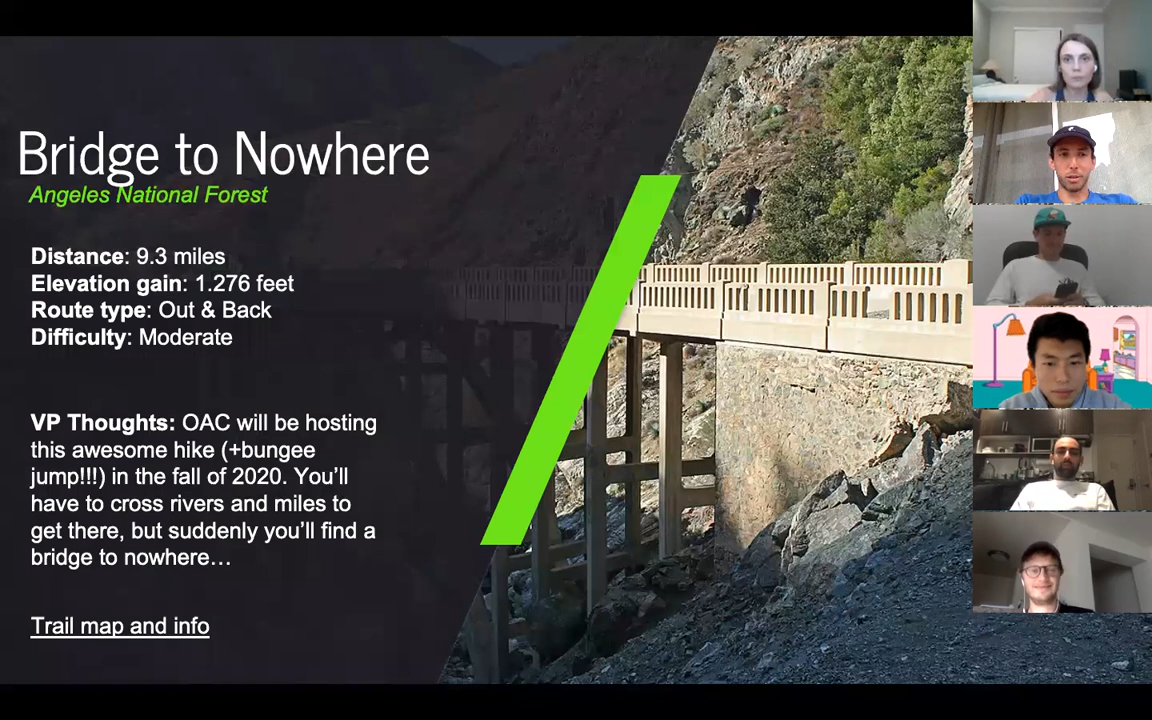 Bridge to Nowhere
Angeles National Forest
Distance: 9.3 miles
Elevation gain: 1.276 feet
Route type: Out & Back
Difficulty: Moderate
VP Thoughts: OAC will be hosting
this awesome hike (+bungee
jump!!!) in the fall of 2020. You’ll
have to cross rivers and miles to
get there, but suddenly you’ll find a
bridge to nowhere…
Trail map and info